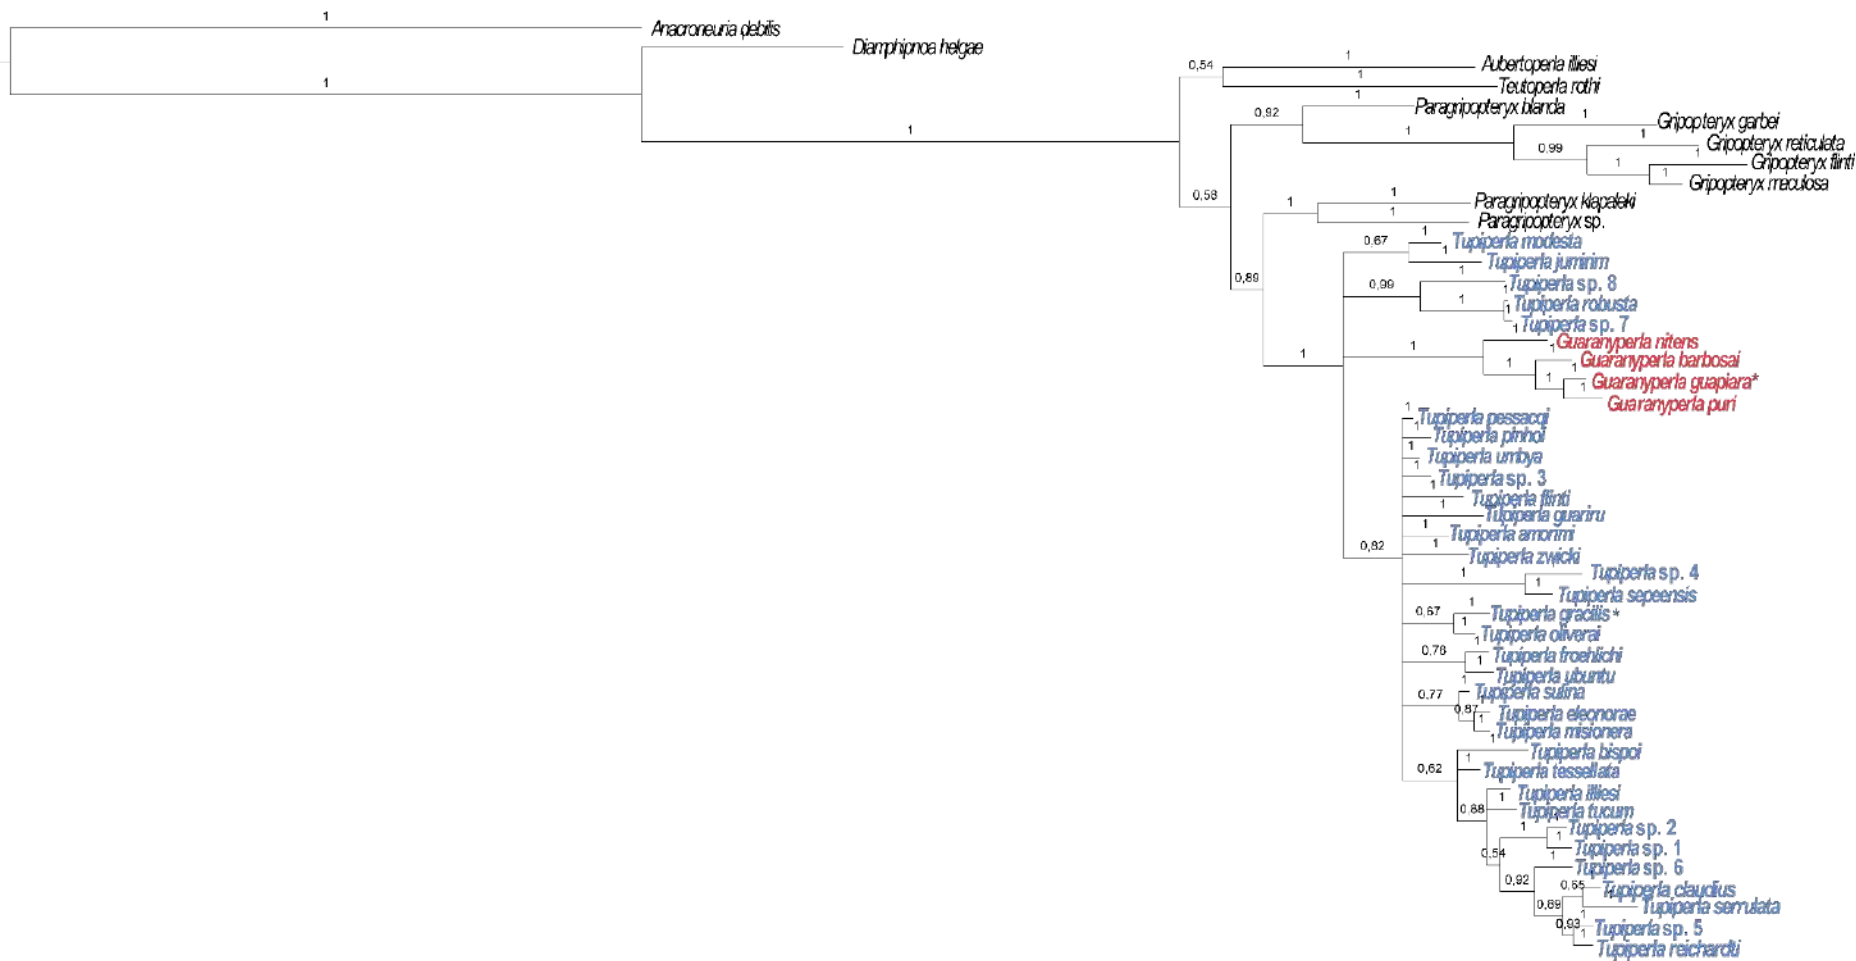 1
Anacroneuria debilis
Diamphipnoa helgae
1
1
0,54
1
Aubertoperla illiesi
1
Teutoperla rothi
0,58
0,92
1
Paragripopteryx blanda
1
1
Gripopteryx garbei
0,99
1
Gripopteryx reticulata
1
1
Gripopteryx flinti
1
Gripopteryx maculosa
0,89
1
1
Paragripopteryx klapaleki
1
Paragripopteryx sp.
1
0,67
1
Tupiperla modesta
1
Tupiperla juminim
0,99
1
Tupiperla sp. 8
1
1
Tupiperla robusta
1
1
Tupiperla sp. 7
1
Guaranyperla nitens
1
1
Guaranyperla barbosai
1
1
Guaranyperla guapiara*
1
Guaranyperla puri
0,82
1
Tupiperla pessacqi
1
Tupiperla pinhoi
1
Tupiperla umbya
1
Tupiperla sp. 3
1
Tupiperla flinti
1
Tupiperla guariru
1
Tupiperla amorimi
1
Tupiperla zwicki
1
Tupiperla sp. 4
1
Tupiperla sepeensis
0,67
1
Tupiperla gracilis*
1
Tupiperla oliverai
1
0,76
Tupiperla froehlichi
1
Tupiperla ubuntu
1
0,77
Tupiperla sulina
0,87
Tupiperla eleonorae
1
Tupiperla misionera
1
0,62
Tupiperla bispoi
1
Tupiperla tessellata
0,88
Tupiperla illiesi
1
Tupiperla tucum
0,54
1
Tupiperla sp. 2
1
Tupiperla sp. 1
1
0,92
Tupiperla sp. 6
0,69
0,65
Tupiperla claudius
Tupiperla serrulata
1
0,93
Tupiperla sp. 5
1
Tupiperla reichardti